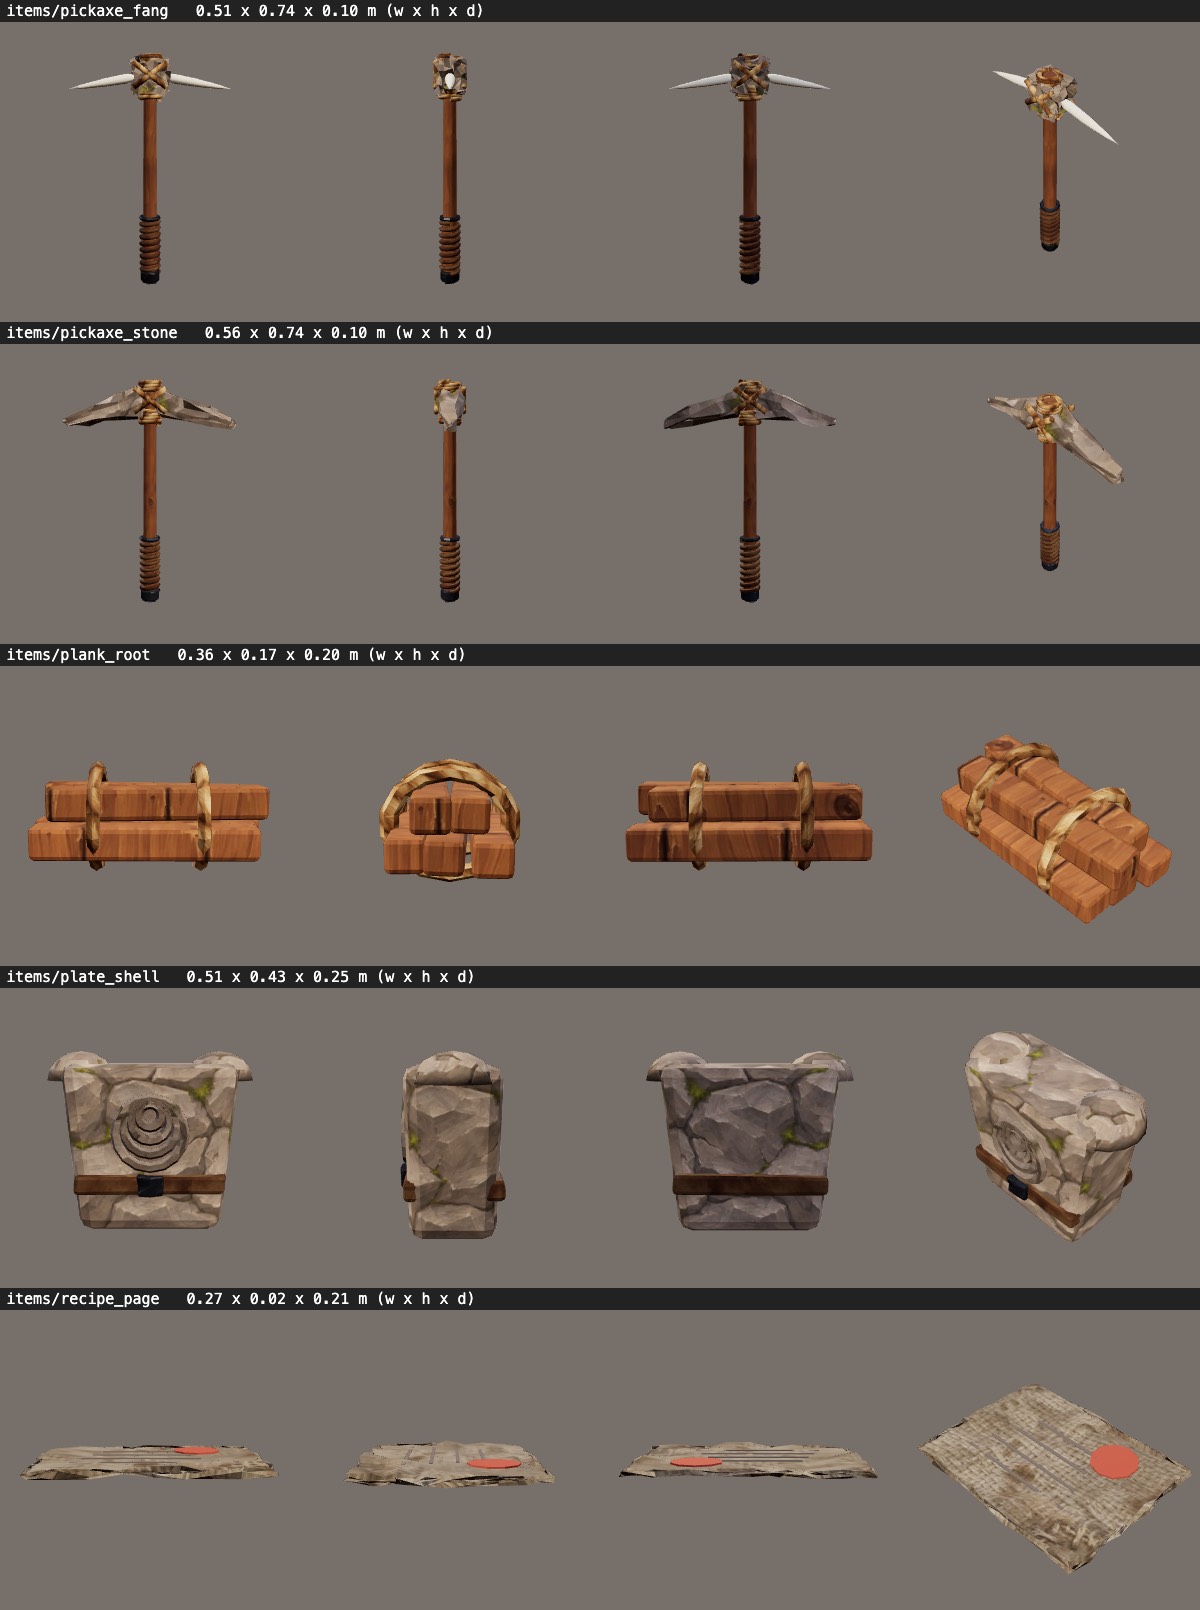 items/pickaxe_fang 0.51 x 0.74 x 0.10 m (w x h x d)
items/pickaxe_stone 0.56 x 0.74 x 0.10 m (w x h x d)
items/plank_root 0.36 x 0.17 x 0.20 m (w x h x d)
items/plate_shell 0.51 x 0.43 x 0.25 m (w x h x d)
items/recipe_page 0.27 x 0.02 x 0.21 m (w x h x d)